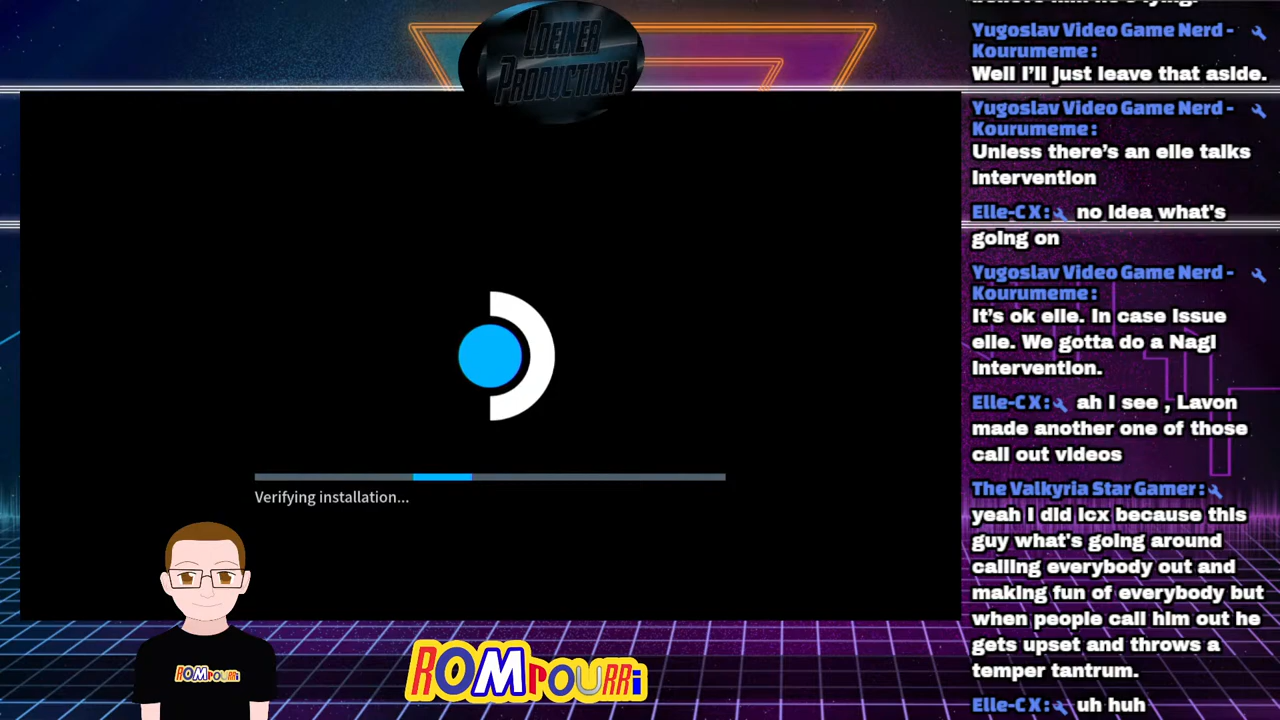 LOEINER
PRODUCTIONS
Verifying installation...
ROMPOURRi
ROMPOURRi
Yugoslav Video Game Nerd -
Kourumeme :
Well I'll just leave that aside.
Yugoslav Video Game Nerd -
Kourumeme :
Unless there's an elle talks
Intervention
Elle-C X : no idea what's
going on
Yugoslav Video Game Nerd -
Kourumeme :
It's ok elle. In case Issue
elle. We gotta do a Nagi
Intervention.
Elle-C X : ah I see , Lavon
made another one of those
call out videos
The Valkyria Star Gamer :
yeah I did lcx because this
guy what's going around
calling everybody out and
making fun of everybody but
when people call him out he
gets upset and throws a
temper tantrum.
Elle-C X : uh huh